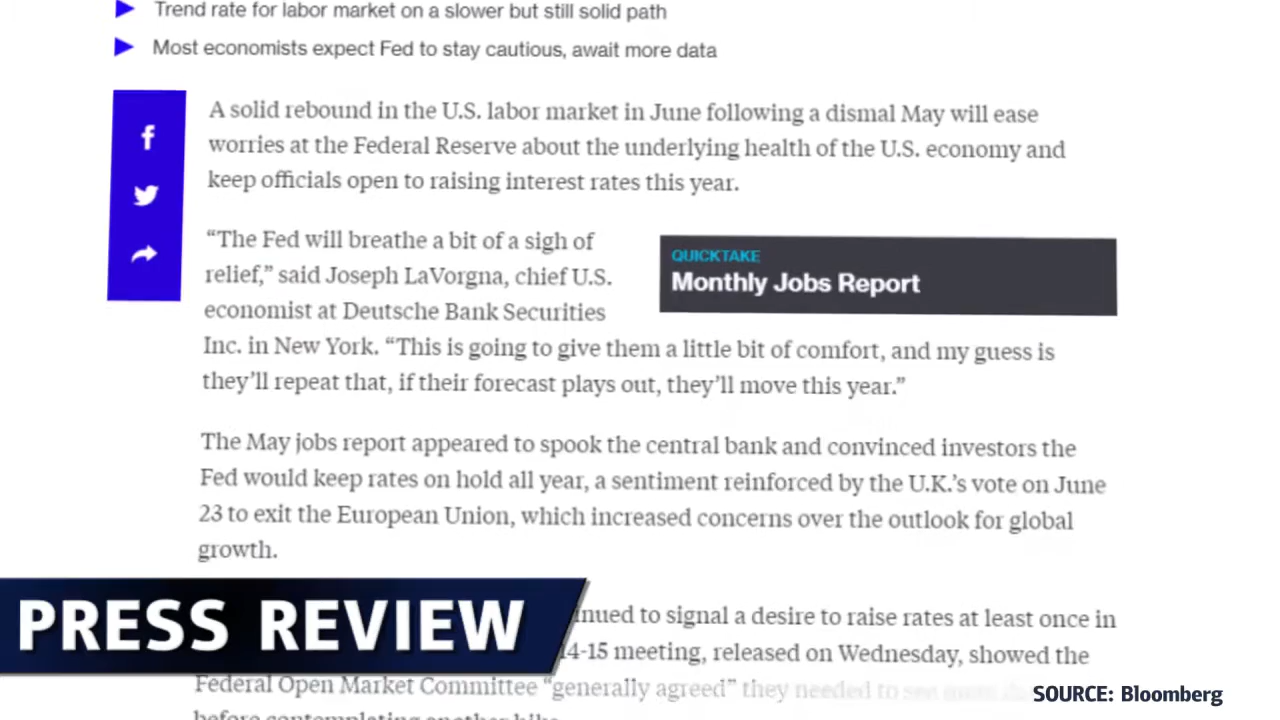 Trend rate for labor market on a slower but still solid path
Most economists expect Fed to stay cautious, await more data
A solid rebound in the U.S. labor market in June following a dismal May will ease
worries at the Federal Reserve about the underlying health of the U.S. economy and
keep officials open to raising interest rates this year.
“The Fed will breathe a bit of a sigh of
relief,” said Joseph LaVorgna, chief U.S.
economist at Deutsche Bank Securities
QUICKTAKE
Monthly Jobs Report
Inc. in New York. “This is going to give them a little bit of comfort, and my guess is
they’ll repeat that, if their forecast plays out, they’ll move this year.”
The May jobs report appeared to spook the central bank and convinced investors the
Fed would keep rates on hold all year, a sentiment reinforced by the U.K.’s vote on June
23 to exit the European Union, which increased concerns over the outlook for global
growth.
to signal a desire to raise rates at least once in
14-15 meeting, released on Wednesday, showed the
Federal Open Market Committee “generally agreed” they needed to
before contemplating another hike
PRESS REVIEW
SOURCE: Bloomberg